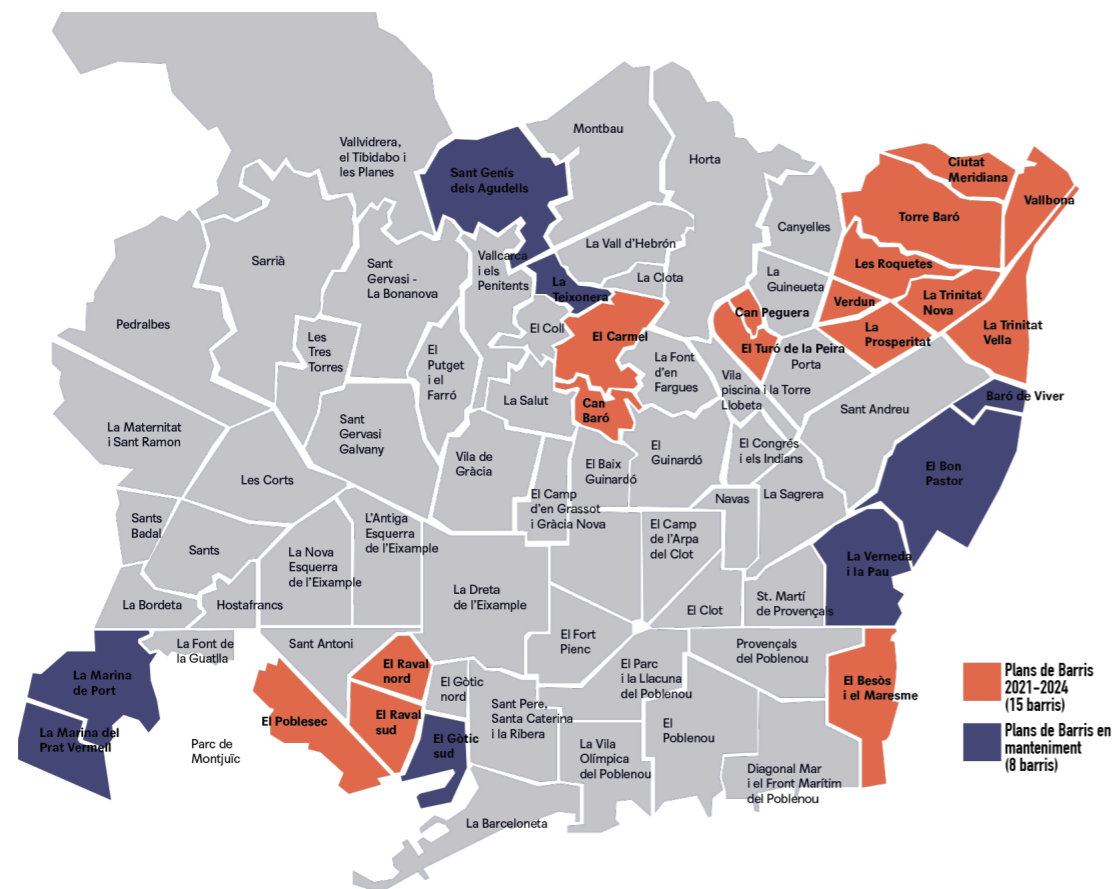 Montbau
Vallvidrera,
el Tibidabo i
les Planes
Horta
Ciutat
Meridiana
Sant Genís
dels Agudells
Vallbona
Torre Baró
Canyelles
La Vall d'Hebrón
Vallcarca
i els
Penitents
Sarrià
Sant
Gervasi -
La Bonanova
Les Roquetes
La Clota
La
Guineueta
La
Teixonera
Verdun
La Trinitat
Nova
Can Peguera
Pedralbes
El Coll
El Carmel
La
Prosperitat
La Trinitat
Vella
Les
Tres
Torres
El Turó de la Peira
El
Putget
i el
Farró
La Font
d'en
Fargues
Porta
Vila
piscina i la Torre
Llobeta
Baró de Viver
La Salut
Can
Baró
Sant Andreu
La Maternitat
i Sant Ramon
Sant
Gervasi
Galvany
Vila de
Gràcia
El Baix
Guinardó
El
Guinardó
El Congrés
i els Indians
El Bon
Pastor
Les Corts
El Camp
d'en Grassot
i Gràcia Nova
Navas
La Sagrera
Sants
Badal
L'Antiga
Esquerra
de l'Eixample
El Camp
de l'Arpa
del Clot
Sants
La Nova
Esquerra
de l'Eixample
La Verneda
i la Pau
La Dreta
de l'Eixample
St. Martí
de Provençals
La Bordeta
Hostafrancs
El Clot
La Font de
la Guatlla
Sant Antoni
El Fort
Pienc
Provençals
del Poblenou
El Raval
nord
El Parc
i la Llacuna
del Poblenou
La Marina
de Port
El Gòtic
nord
El Besòs
i el Maresme
Plans de Barris
2021-2024
(15 barris)
Sant Pere,
Santa Caterina
i la Ribera
El Poblesec
El Raval
sud
El
Poblenou
La Marina del
Prat Vermell
El Gòtic
sud
Plans de Barris en
manteniment
(8 barris)
Parc de
Montjuïc
La Vila
Olímpica
del Poblenou
Diagonal Mar
i el Front Marítim
del Poblenou
La Barceloneta